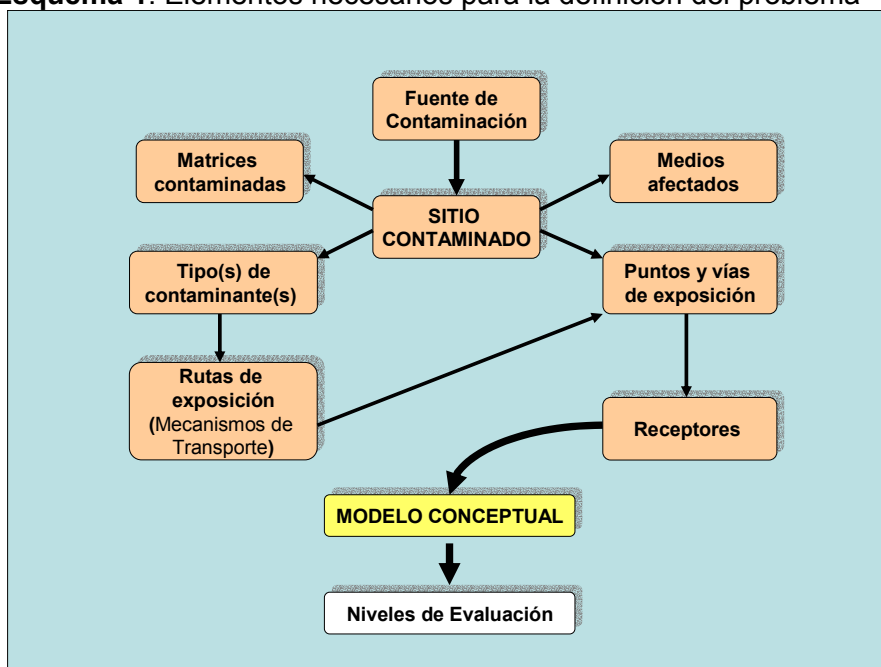 Esquema 1. Elementos necesarios para la definición del problema
Fuente de
Contaminación
Matrices
contaminadas
Medios
afectados
SITIO
CONTAMINADO
Tipo(s) de
contaminante(s)
Puntos y vías
de exposición
Rutas de
exposición
(Mecanismos de
Transporte)
Receptores
MODELO CONCEPTUAL
Niveles de Evaluación